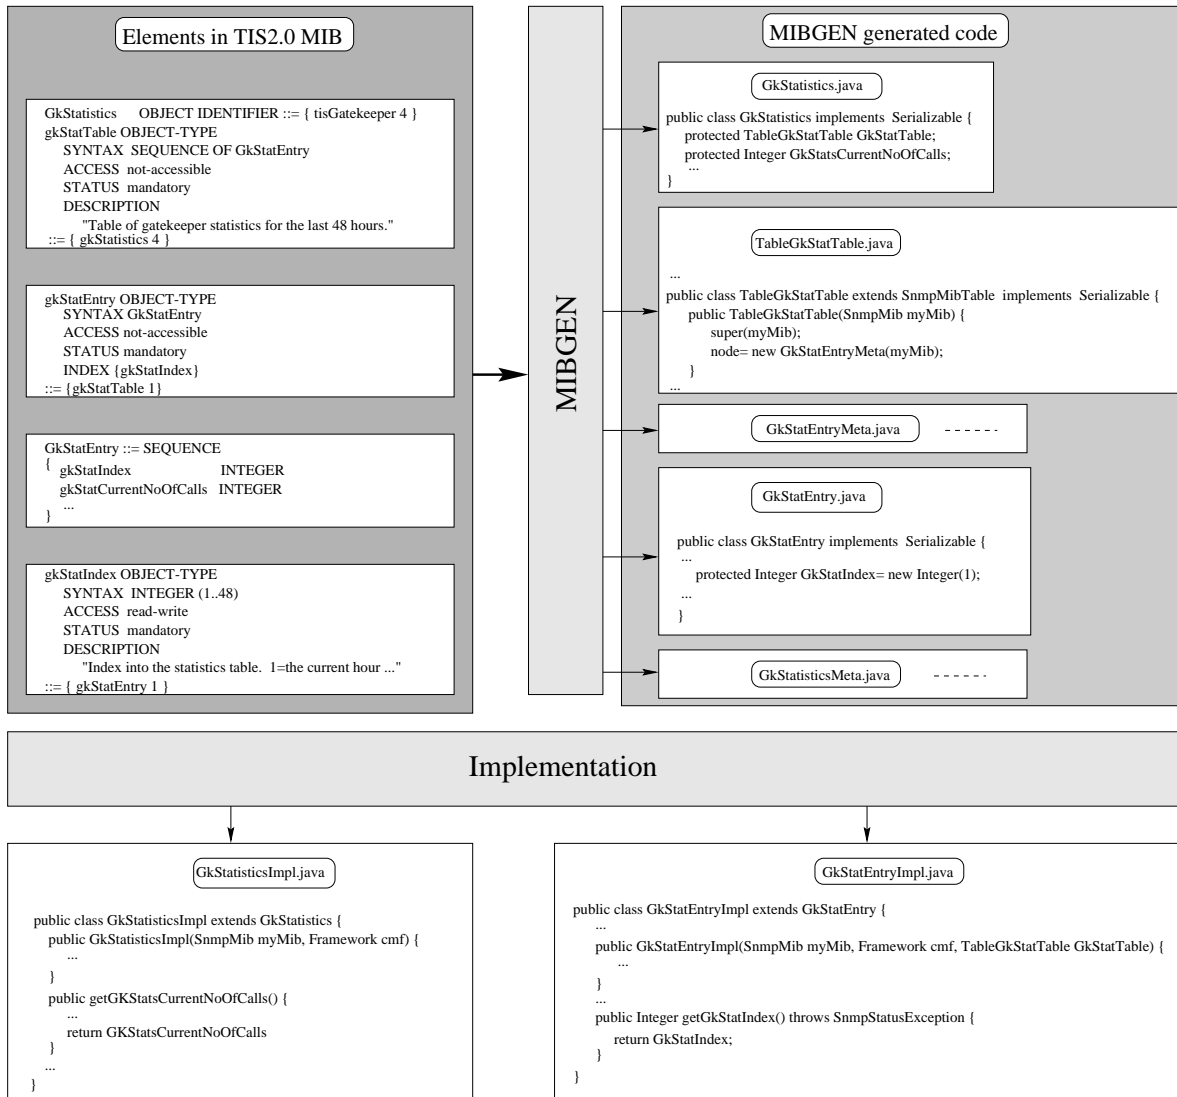 Elements in TIS2.0 MIB
GkStatistics OBJECT IDENTIFIER ::= { tisGatekeeper 4 }
gkStatTable OBJECT-TYPE
SYNTAX SEQUENCE OF GkStatEntry
ACCESS not-accessible
STATUS mandatory
DESCRIPTION
"Table of gatekeeper statistics for the last 48 hours."
::= { gkStatistics 4 }
gkStatEntry OBJECT-TYPE
SYNTAX GkStatEntry
ACCESS not-accessible
STATUS mandatory
INDEX {gkStatIndex}
::= {gkStatTable 1}
GkStatEntry ::= SEQUENCE
{
gkStatIndex INTEGER
gkStatCurrentNoOfCalls INTEGER
...
}
gkStatIndex OBJECT-TYPE
SYNTAX INTEGER (1..48)
ACCESS read-write
STATUS mandatory
DESCRIPTION
"Index into the statistics table. 1=the current hour ..."
::= { gkStatEntry 1 }
MIBGEN
MIBGEN generated code
GkStatistics.java
public class GkStatistics implements Serializable {
protected TableGkStatTable GkStatTable;
protected Integer GkStatsCurrentNoOfCalls;
...
}
TableGkStatTable.java
...
public class TableGkStatTable extends SnmpMibTable implements Serializable {
public TableGkStatTable(SnmpMib myMib) {
super(myMib);
node= new GkStatEntryMeta(myMib);
}
...
GkStatEntryMeta.java
GkStatEntry.java
public class GkStatEntry implements Serializable {
...
protected Integer GkStatIndex= new Integer(1);
...
}
GkStatisticsMeta.java
Implementation
GkStatisticsImpl.java
public class GkStatisticsImpl extends GkStatistics {
public GkStatisticsImpl(SnmpMib myMib, Framework cmf) {
...
}
public getGKStatsCurrentNoOfCalls() {
...
return GKStatsCurrentNoOfCalls
}
...
}
GkStatEntryImpl.java
public class GkStatEntryImpl extends GkStatEntry {
...
public GkStatEntryImpl(SnmpMib myMib, Framework cmf, TableGkStatTable GkStatTable) {
...
}
...
public Integer getGkStatIndex() throws SnmpStatusException {
return GkStatIndex;
}
}